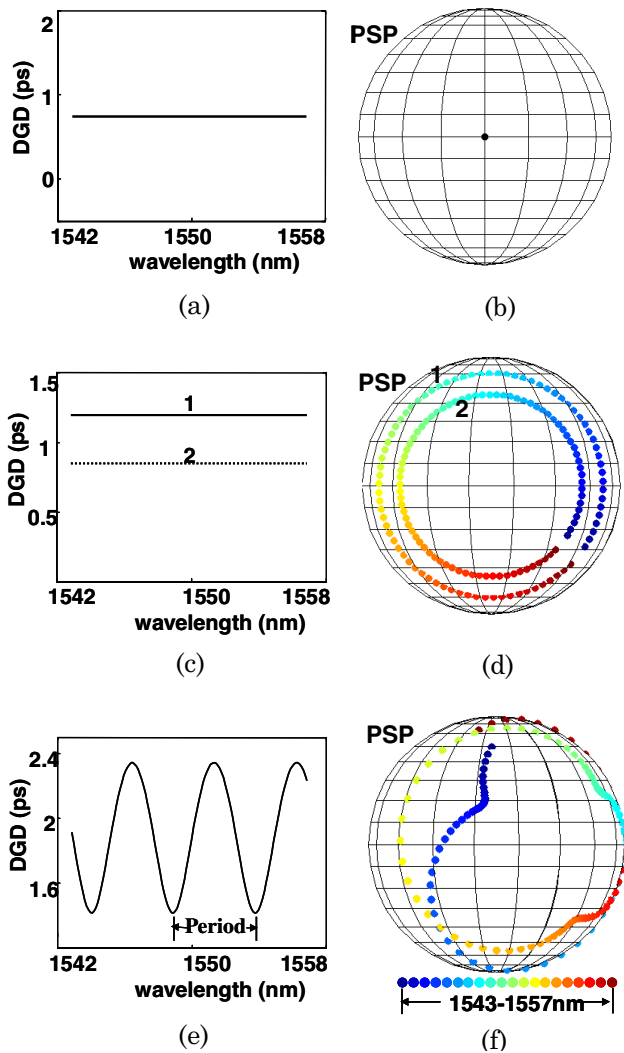 2
1
0
DGD (ps)
1542
1550
1558
wavelength (nm)
(a)
PSP
(b)
1.5
1
0.5
DGD (ps)
1
2
1542
1550
1558
wavelength (nm)
(c)
PSP
1
2
(d)
2.4
2
1.6
DGD (ps)
Period
1542
1550
1558
wavelength (nm)
(e)
PSP
1543-1557nm
(f)